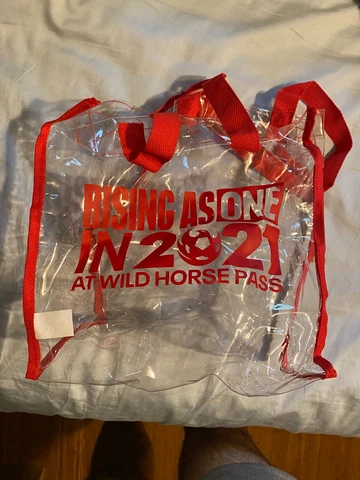 RISING AS ONE
IN 2021
AT WILD HORSE PASS